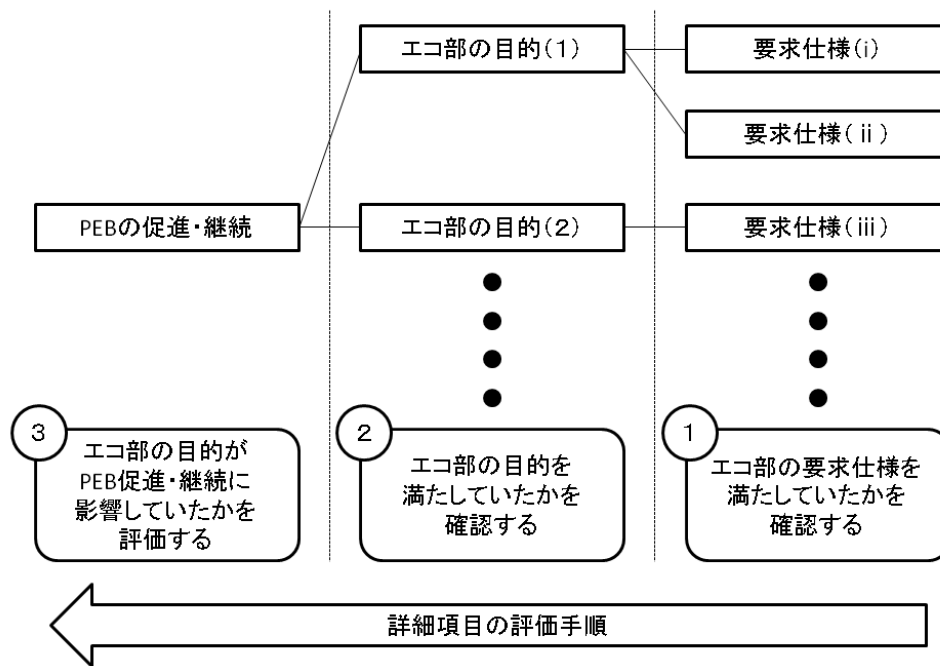 エコ部の目的(1)
要求仕様(ⅰ)
要求仕様(ⅱ)
PEBの促進・継続
エコ部の目的(2)
要求仕様(ⅲ)
3
エコ部の目的が
PEB促進・継続に
影響していたかを
評価する
2
エコ部の目的を
満たしていたかを
確認する
1
エコ部の要求仕様を
満たしていたかを
確認する
詳細項目の評価手順